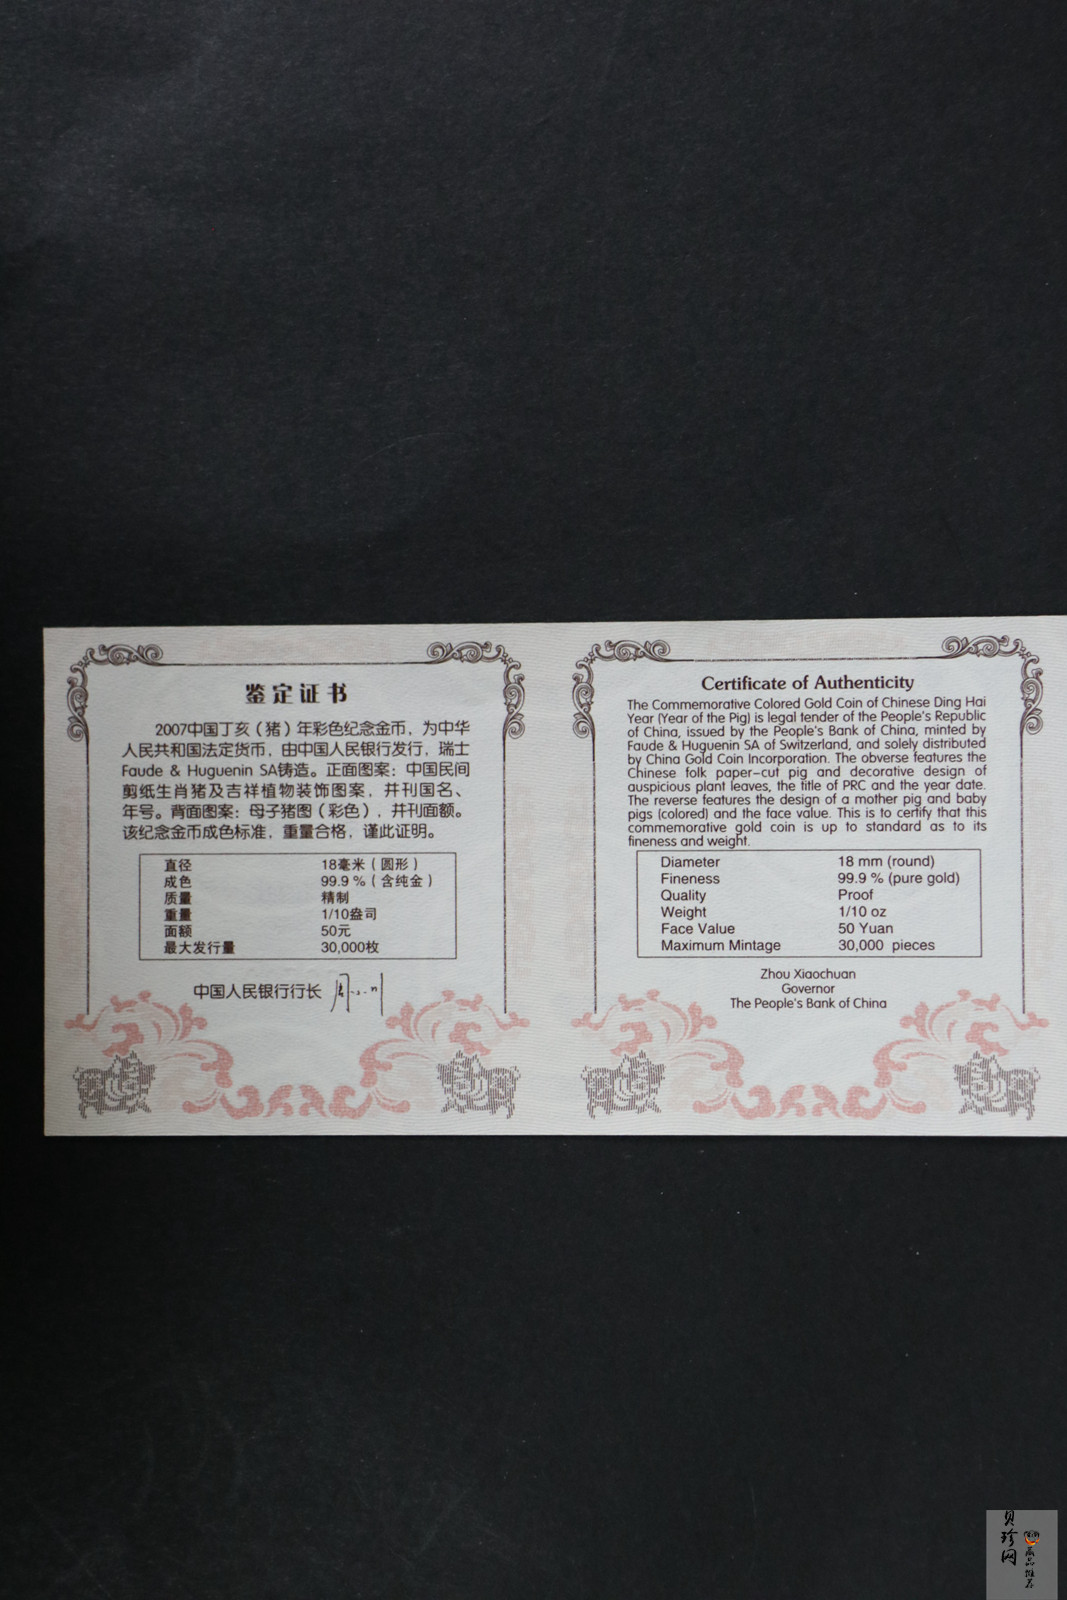 鉴定证书
2007中国丁亥（猪）年彩色纪念金币，为中华
人民共和国法定货币，由中国人民银行发行，瑞士
Faude & Huguenin SA铸造。正面图案：中国民间
剪纸生肖猪及吉祥植物装饰图案，井刊国名、
年号。背面图案：母子猪图（彩色），井刊面额。
该纪念金币成色标准，重量合格，谨此证明。
直径 18毫米（圆形）
成色 99.9％（含纯金）
质量 精制
重量 1/10盎司
面额 50元
最大发行量 30,000枚
中国人民银行行长
Certificate of Authenticity
The Commemorative Colored Gold Coin of Chinese Ding Hai
Year (Year of the Pig) is legal tender of the People's Republic
of China, issued by the People's Bank of China, minted by
Faude & Huguenin SA of Switzerland, and solely distributed
by China Gold Coin Incorporation. The obverse features the
Chinese folk paper-cut pig and decorative design of
auspicious plant leaves, the title of PRC and the year date.
The reverse features the design of a mother pig and baby
pigs (colored) and the face value. This is to certify that this
commemorative gold coin is up to standard as to its
fineness and weight.
Diameter 18 mm (round)
Fineness 99.9 % (pure gold)
Quality Proof
Weight 1/10 oz
Face Value 50 Yuan
Maximum Mintage 30,000 pieces
Zhou Xiaochuan
Governor
The People's Bank of China
贝珍网
藏品推荐